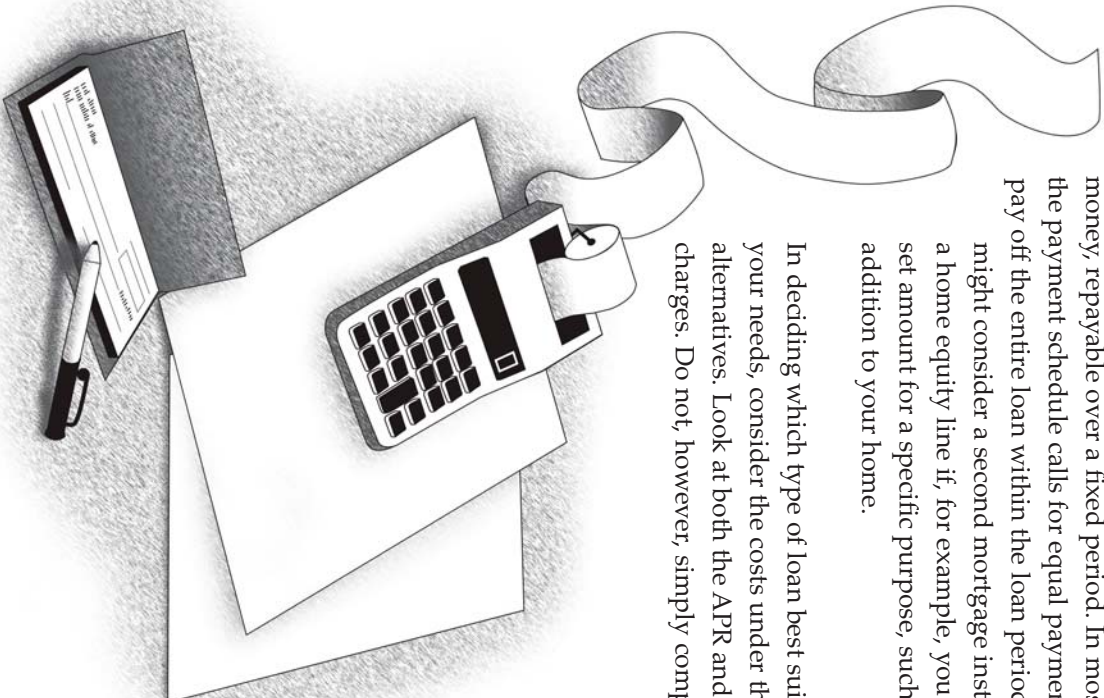 money, repayable over a fixed period. In mos
the payment schedule calls for equal paymen
pay off the entire loan within the loan perio
might consider a second mortgage inst
a home equity line if, for example, you
set amount for a specific purpose, such
addition to your home.
In deciding which type of loan best sui
your needs, consider the costs under th
alternatives. Look at both the APR and
charges. Do not, however, simply comp